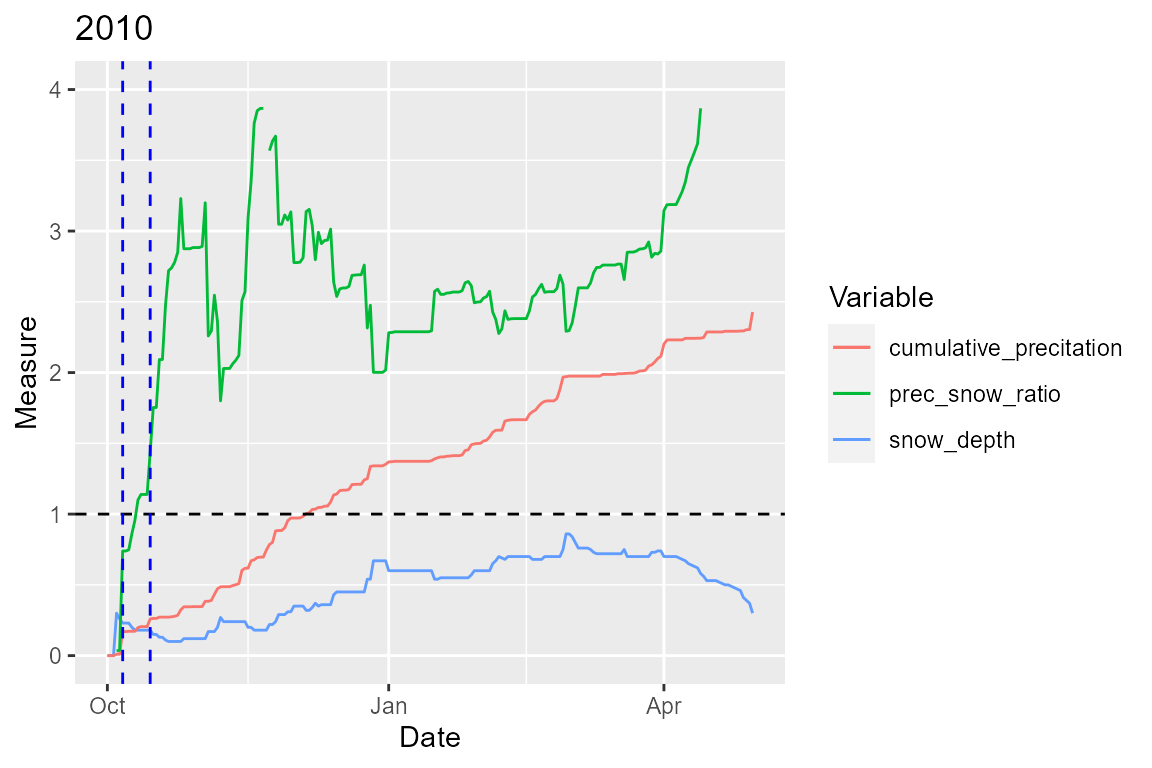 2010
4
3
2
1
0
Measure
Oct
Jan
Apr
Date
Variable
cumulative_precitation
prec_snow_ratio
snow_depth